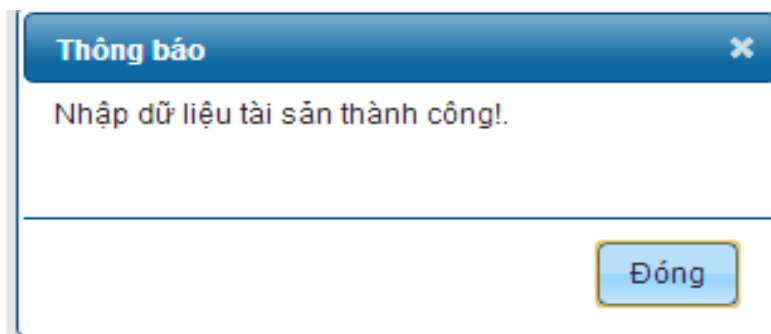 Thông báo
Nhập dữ liệu tài sản thành công!.
Đóng